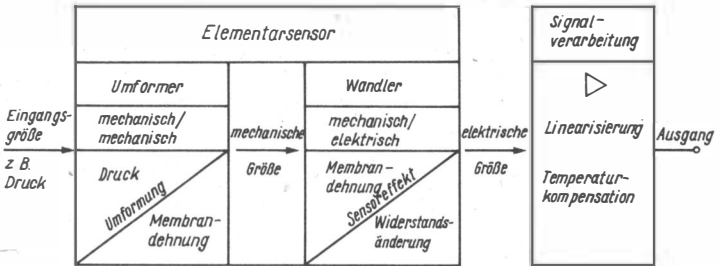 Elementarsensor
Signal-
verarbeitung
Umformer
Wandler
Eingangs-
größe
z B.
Druck
mechanisch/
mechanisch
mechanische
Größe
mechanisch/
elektrisch
elektrische
Größe
Linearisierung
Temperatur-
kompensation
Ausgang
Druck
Umformung
Membran-
dehnung
Membran-
dehnung
Sensoreffekt
Widerstands-
änderung